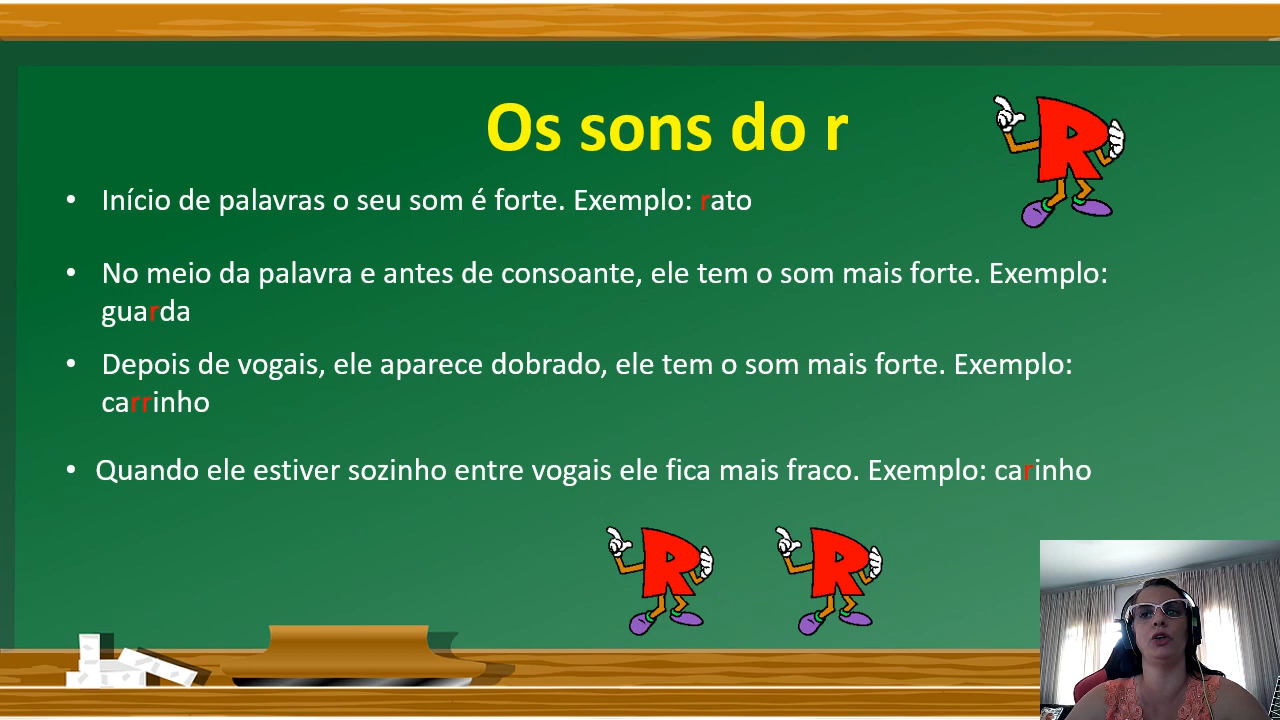 Os sons do r
• Início de palavras o seu som é forte. Exemplo: rato
• No meio da palavra e antes de consoante, ele tem o som mais forte. Exemplo:
guarda
• Depois de vogais, ele aparece dobrado, ele tem o som mais forte. Exemplo:
carrinho
• Quando ele estiver sozinho entre vogais ele fica mais fraco. Exemplo: carinho
R
R R